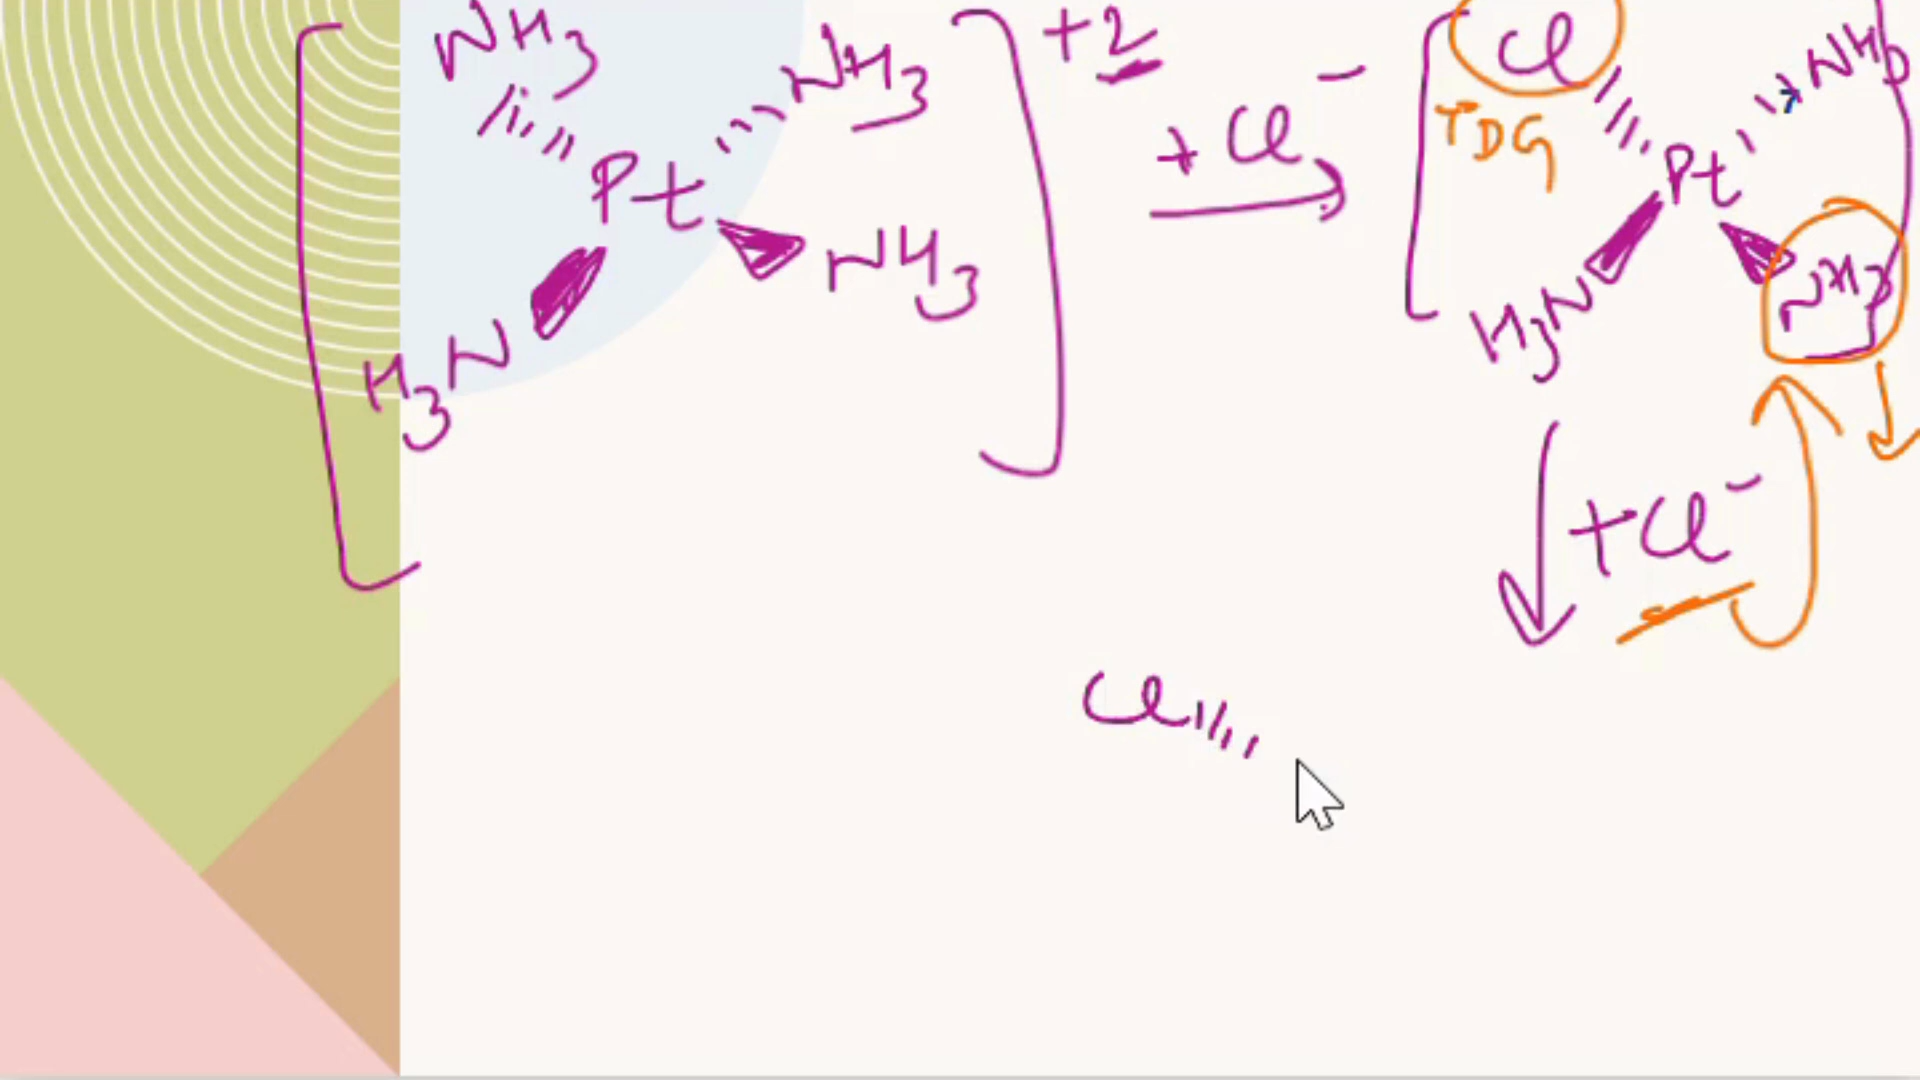 NH3 NH3 +2
Pt
H3N NH3
+ Cl -
Cl NH3
TDG
Pt
H3N NH3
+Cl-
Cl